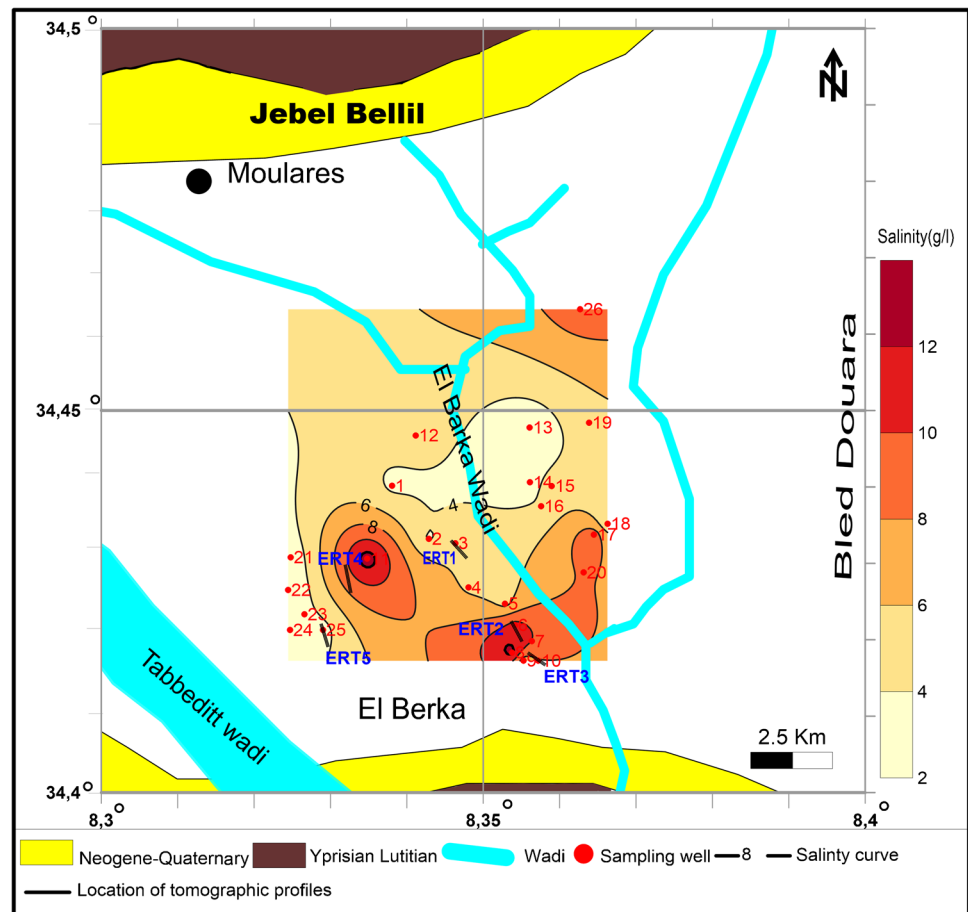 34,5°
N
Jebel Bellil
Moulares
Salinity(g/l)
12
10
8
6
4
2
Bled Douara
26
34,45°
El Barka Wadi
12
13
19
1
14
15
16
4
6
8
2
3
18
17
ERT1
ERT4
21
20
22
4
5
23
24
25
ERT2
6
7
9
10
ERT5
ERT3
Tabbeditt wadi
El Berka
2.5 Km
34,4°
8,3°
8,35°
8,4°
Neogene-Quaternary
Yprisian Lutitian
Wadi
Sampling well
8
Salinty curve
Location of tomographic profiles